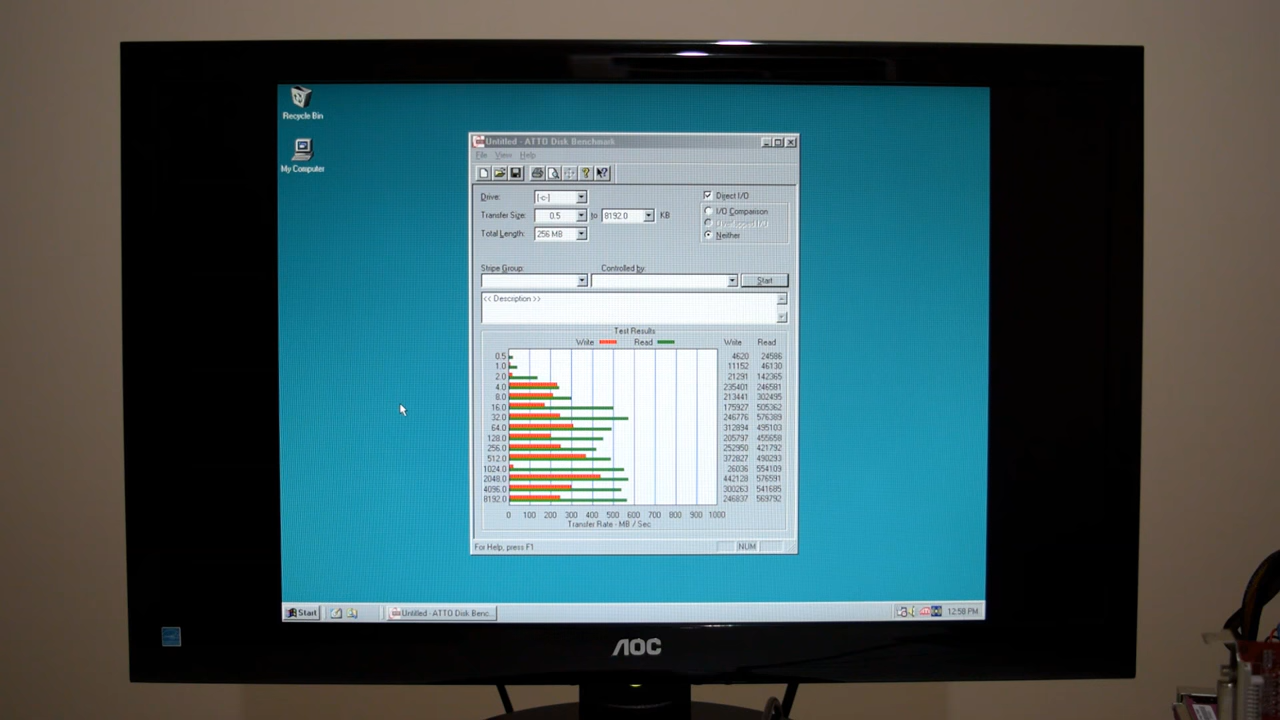 Recycle Bin
My Computer
Untitled - ATTO Disk Benchmark
File View Help
Drive: [-c-]
Direct I/O
Transfer Size: 0.5 to 8192.0 KB
I/O Comparison
Overlapped I/O
Total Length: 256 MB
Neither
Stripe Group: Controlled by:
Start
<< Description >>
Test Results
Write Read Write Read
0.5 4620 24586
1.0 11152 46130
2.0 21291 142365
4.0 235401 246581
8.0 213441 302495
16.0 175927 505362
32.0 246776 576389
64.0 312894 495103
128.0 205797 455658
256.0 252950 421792
512.0 372827 490293
1024.0 26036 554109
2048.0 442128 576591
4096.0 300263 541685
8192.0 246837 569792
0 100 200 300 400 500 600 700 800 900 1000
Transfer Rate - MB / Sec
For Help, press F1 NUM
Start Untitled - ATTO Disk Benc... 12:58 PM
AOC